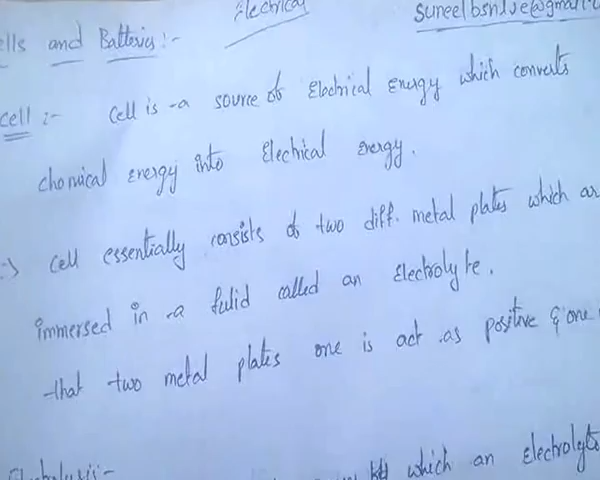 Electrical
suneelbsnlve@gmail.c
ells and Batteries:-
cell :- Cell is a source of Electrical Energy which converts
chemical energy into Electrical energy.
:→ Cell essentially consists of two diff. metal plates which ar
immersed in a fulid called an Electrolyte.
that two metal plates one is act as positive & one
which an Electrolyte